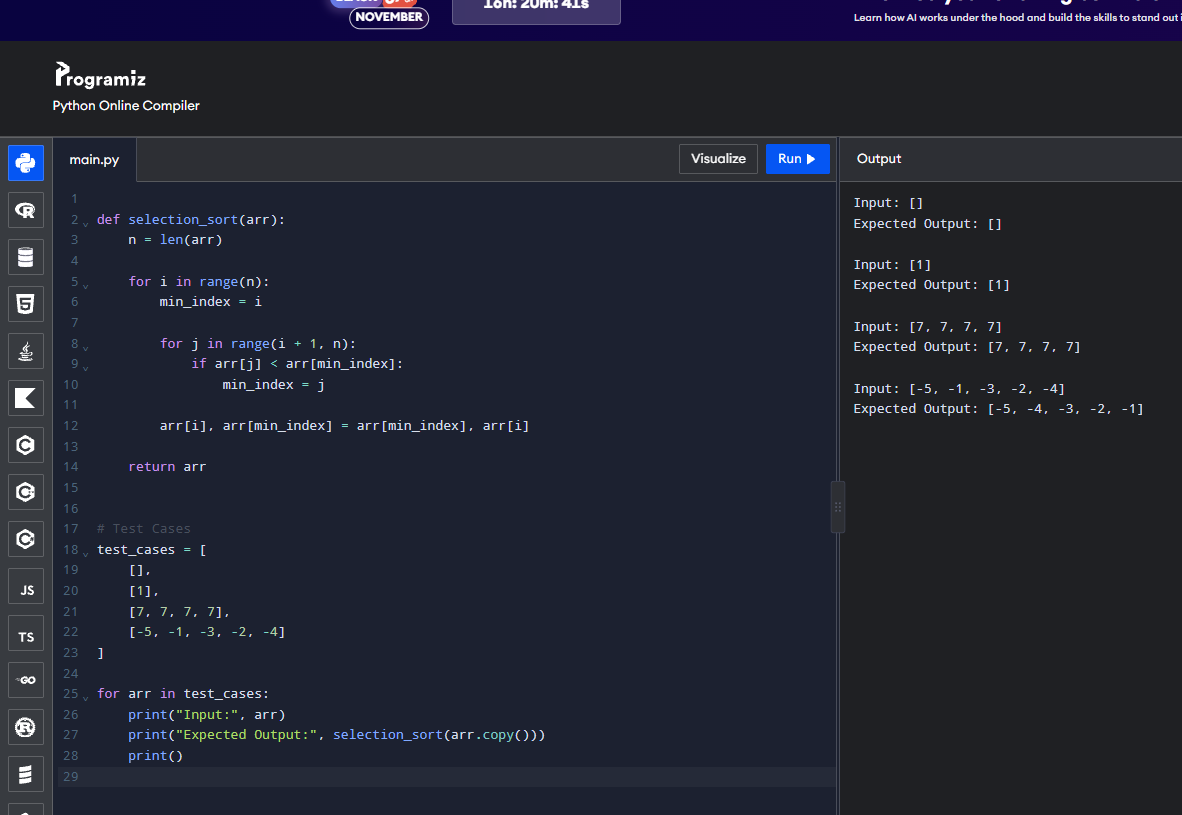 NOVEMBER
16h: 20m: 41s
Learn how AI works under the hood and build the skills to stand out
Programiz
Python Online Compiler
main.py
Visualize
Run
Output
1
2 def selection_sort(arr):
3     n = len(arr)
4
5     for i in range(n):
6         min_index = i
7
8         for j in range(i + 1, n):
9             if arr[j] < arr[min_index]:
10                 min_index = j
11
12         arr[i], arr[min_index] = arr[min_index], arr[i]
13
14     return arr
15
16
17 # Test Cases
18 test_cases = [
19     [],
20     [1],
21     [7, 7, 7, 7],
22     [-5, -1, -3, -2, -4]
23 ]
24
25 for arr in test_cases:
26     print("Input:", arr)
27     print("Expected Output:", selection_sort(arr.copy()))
28     print()
29
Input: []
Expected Output: []
Input: [1]
Expected Output: [1]
Input: [7, 7, 7, 7]
Expected Output: [7, 7, 7, 7]
Input: [-5, -1, -3, -2, -4]
Expected Output: [-5, -4, -3, -2, -1]
R
5
C
C
C
JS
TS
GO
R